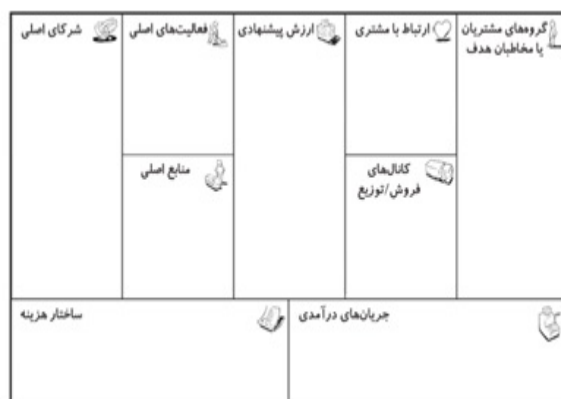 گروه‌های مشتریان
یا مخاطبان هدف
ارتباط با مشتری
ارزش پیشنهادی
فعالیت‌های اصلی
شرکای اصلی
کانال‌های
فروش/توزیع
منابع اصلی
جریان‌های درآمدی
ساختار هزینه